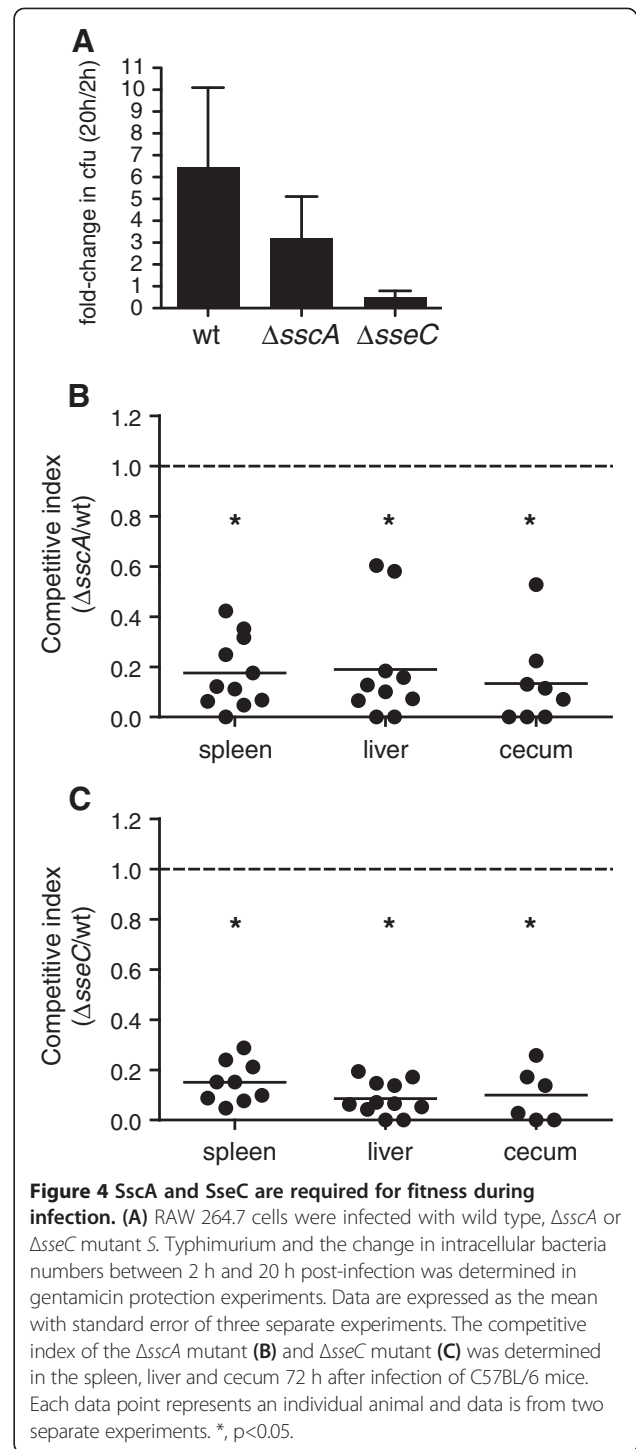 A
fold-change in cfu (20h/2h)
11
10
9
8
7
6
5
4
3
2
1
0
wt ΔsscA ΔsseC
B
Competitive index
(ΔsscA/wt)
1.2
1.0
0.8
0.6
0.4
0.2
0.0
* * *
spleen liver cecum
C
Competitive index
(ΔsseC/wt)
1.2
1.0
0.8
0.6
0.4
0.2
0.0
* * *
spleen liver cecum
Figure 4 SscA and SseC are required for fitness during
infection. (A) RAW 264.7 cells were infected with wild type, ΔsscA or
ΔsseC mutant S. Typhimurium and the change in intracellular bacteria
numbers between 2 h and 20 h post-infection was determined in
gentamicin protection experiments. Data are expressed as the mean
with standard error of three separate experiments. The competitive
index of the ΔsscA mutant (B) and ΔsseC mutant (C) was determined
in the spleen, liver and cecum 72 h after infection of C57BL/6 mice.
Each data point represents an individual animal and data is from two
separate experiments. *, p<0.05.